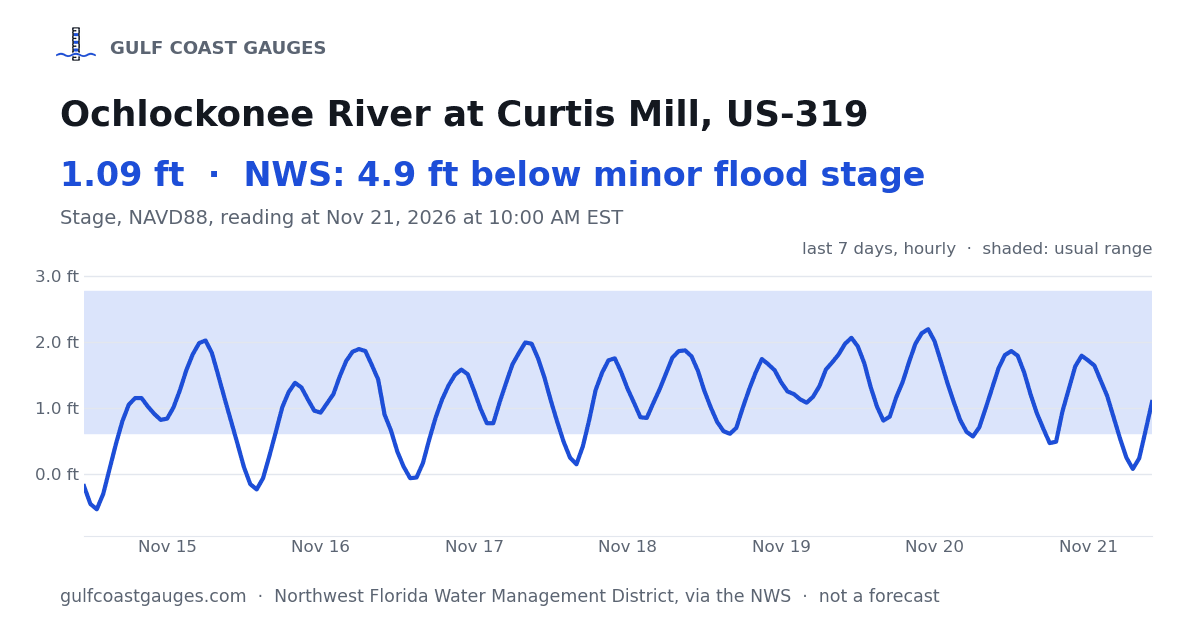 GULF COAST GAUGES
Ochlockonee River at Curtis Mill, US-319
1.09 ft · NWS: 4.9 ft below minor flood stage
Stage, NAVD88, reading at Nov 21, 2026 at 10:00 AM EST
last 7 days, hourly · shaded: usual range
3.0 ft
2.0 ft
1.0 ft
0.0 ft
Nov 15 Nov 16 Nov 17 Nov 18 Nov 19 Nov 20 Nov 21
gulfcoastgauges.com · Northwest Florida Water Management District, via the NWS · not a forecast